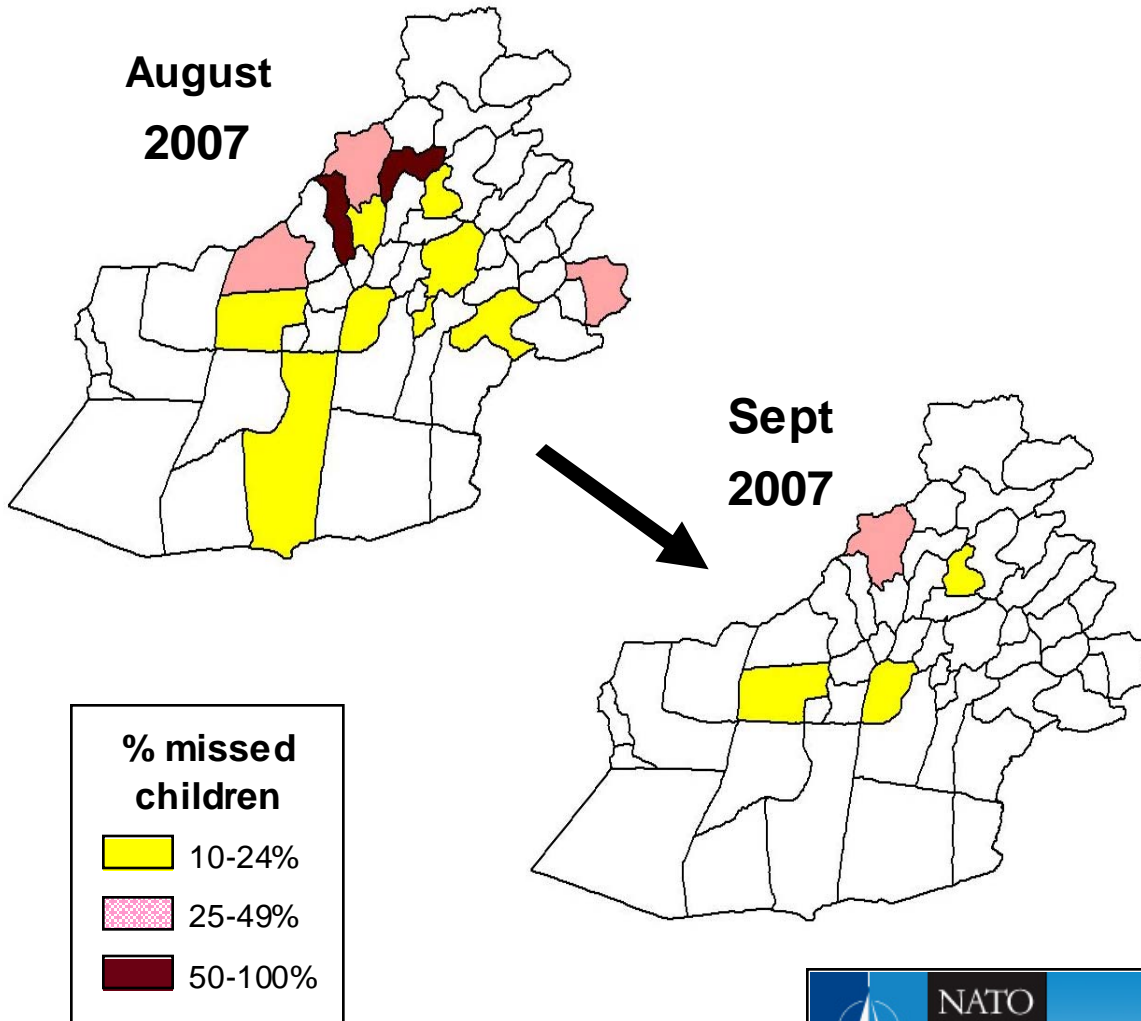 August
2007
Sept
2007
% missed
children
10-24%
25-49%
50-100%
NATO